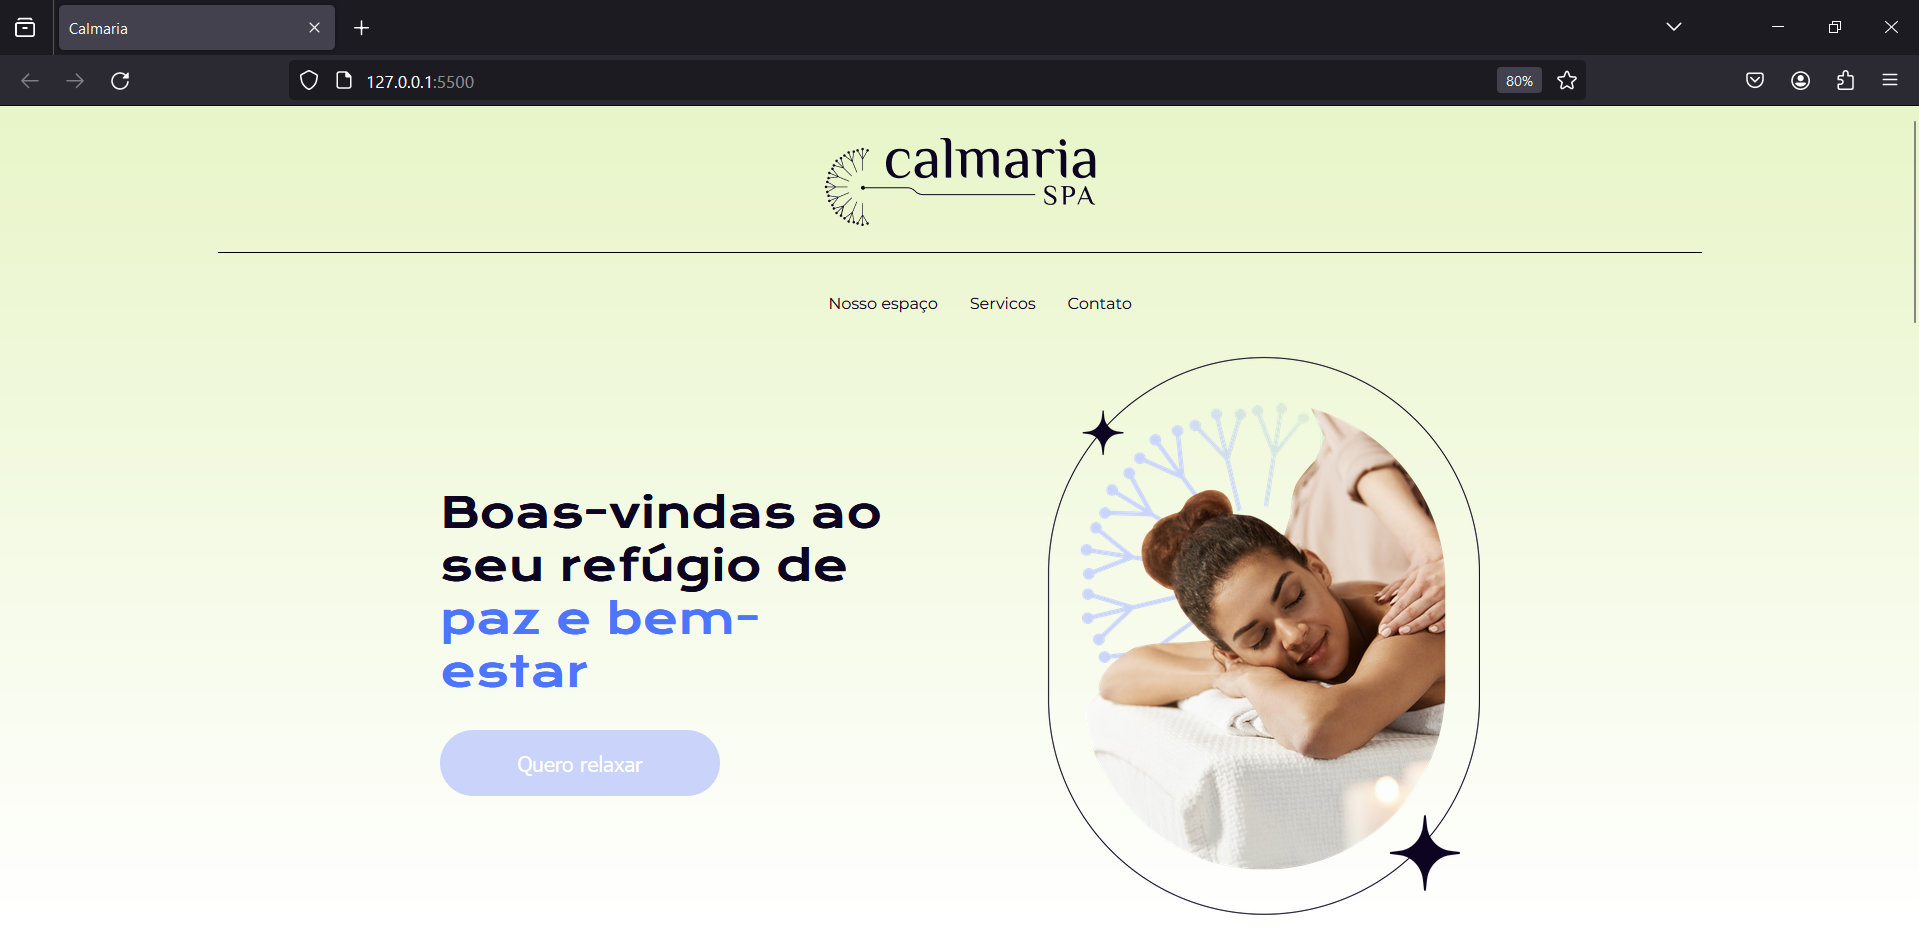 Calmaria
127.0.0.1:5500
80%
calmaria
SPA
Nosso espaço Servicos Contato
Boas-vindas ao
seu refúgio de
paz e bem-
estar
Quero relaxar